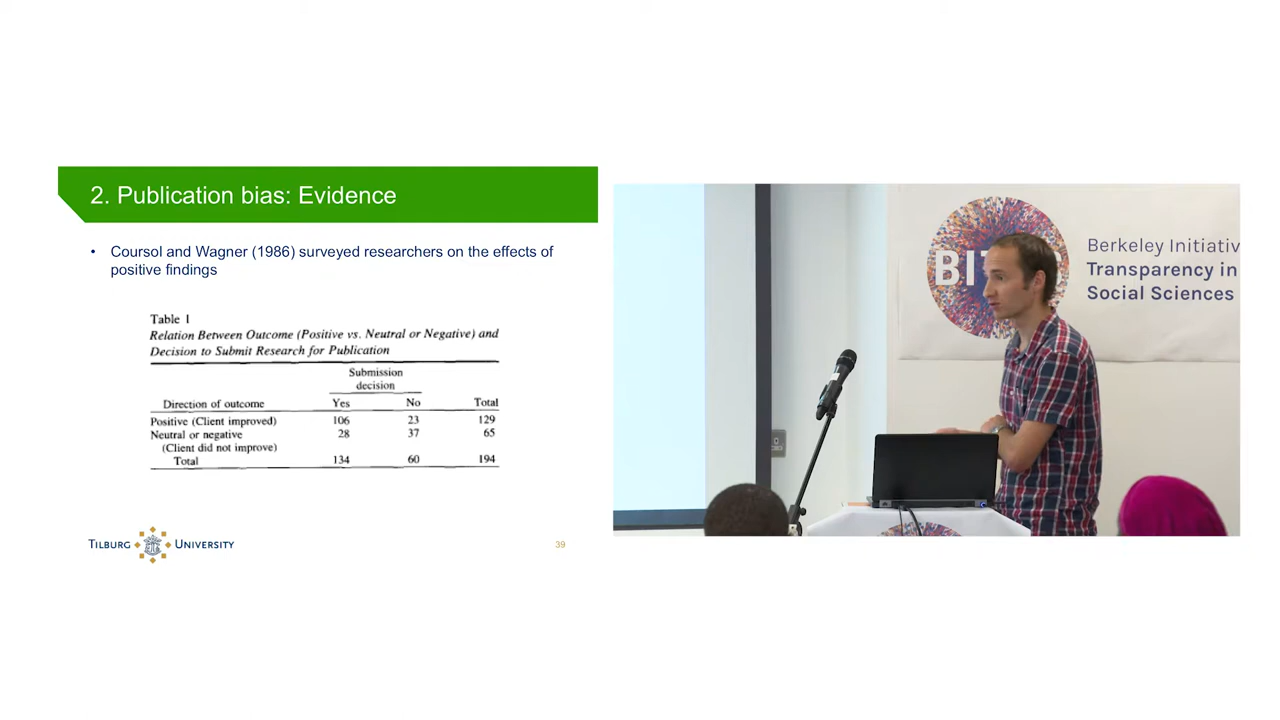 2. Publication bias: Evidence
• Coursol and Wagner (1986) surveyed researchers on the effects of
positive findings
Table 1
Relation Between Outcome (Positive vs. Neutral or Negative) and
Decision to Submit Research for Publication
Submission
decision
Direction of outcome Yes No Total
Positive (Client improved) 106 23 129
Neutral or negative 28 37 65
(Client did not improve)
Total 134 60 194
TILBURG UNIVERSITY
39
BI
Berkeley Initiativ
Transparency in
Social Sciences